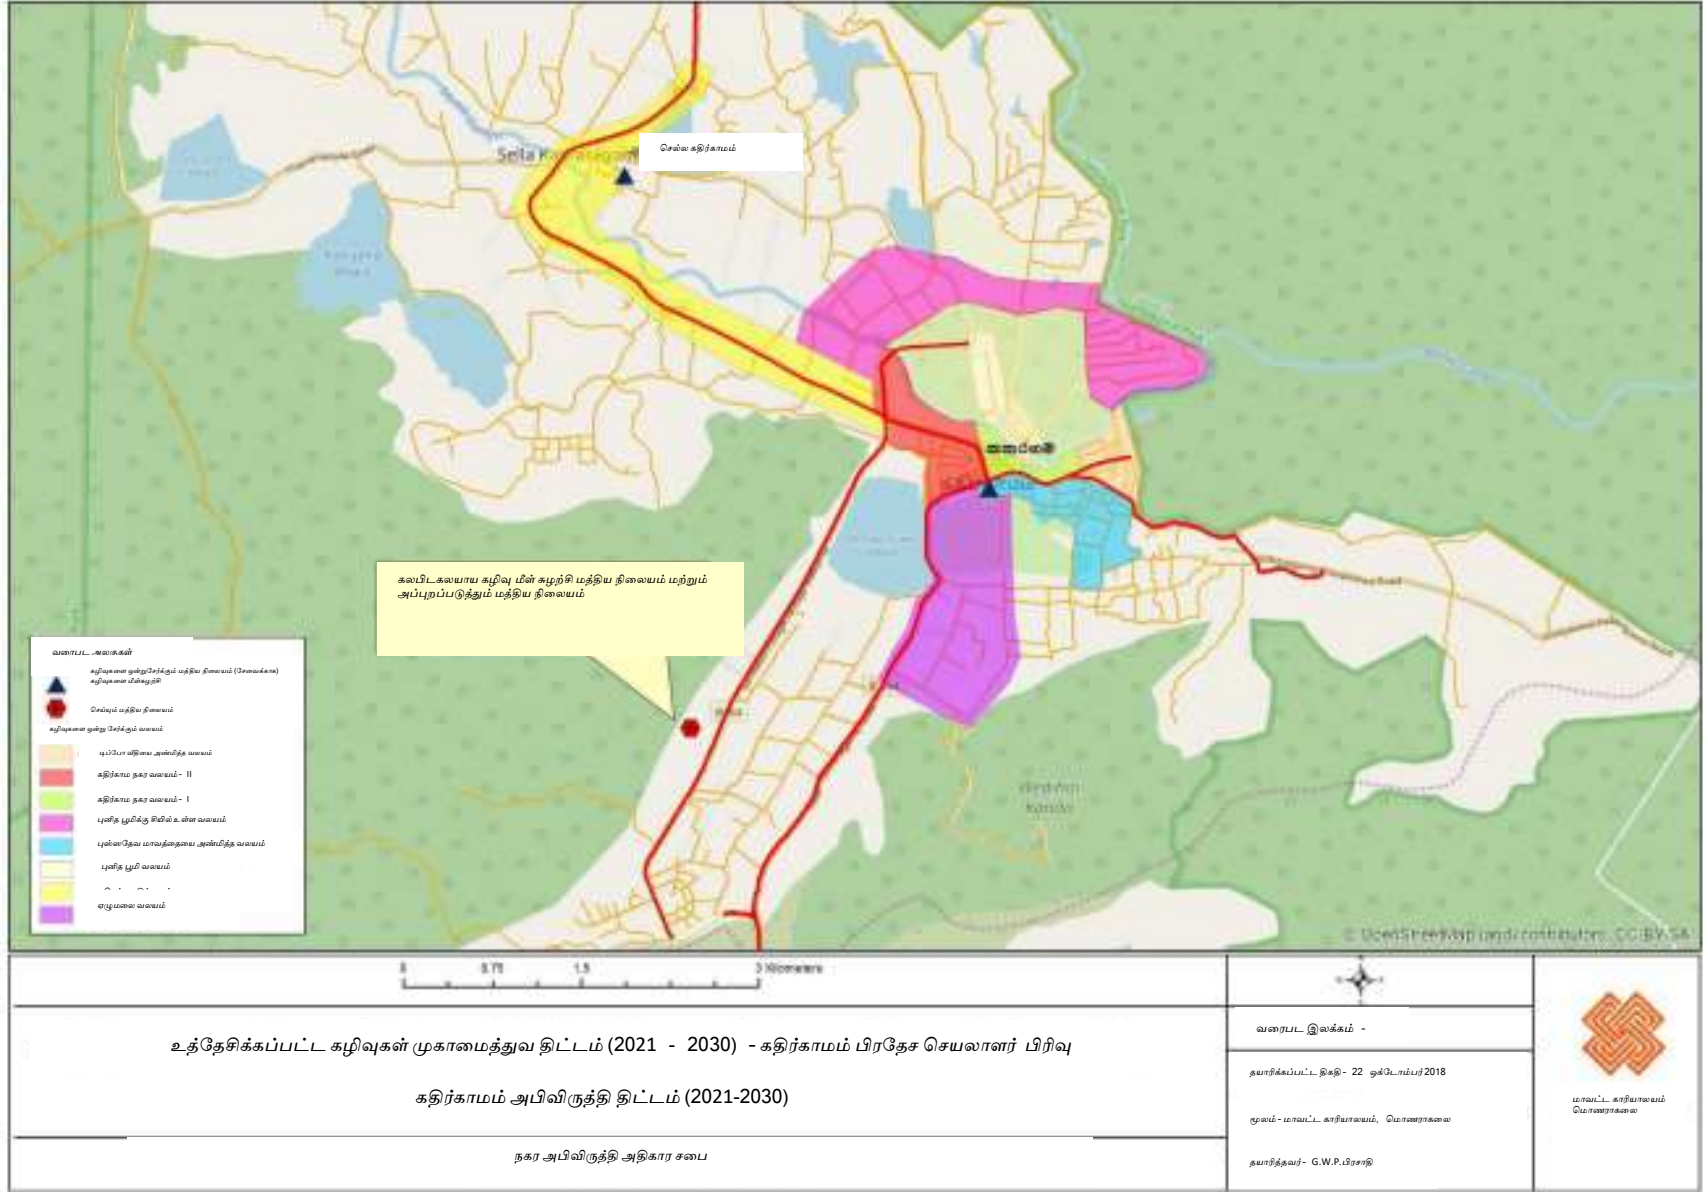 செல்ல கதிர்காமம்
Sella
කතරගම
கலபிடகலயாய கழிவு மீள் சுழற்சி மத்திய நிலையம் மற்றும்
அப்புறப்படுத்தும் மத்திய நிலையம்
வரைபட அலகுகள்
கழிவுகளை ஒன்றுசேர்க்கும் மத்திய நிலையம் (சேவைக்காக)
கழிவுகளை மீள்சுழற்சி
செய்யும் மத்திய நிலையம்
கழிவுகளை ஒன்று சேர்க்கும் வலயம்
டிப்போ வீதியை அண்மித்த வலயம்
கதிர்காம நகர வலயம் - II
கதிர்காம நகர வலயம் - I
புனித பூமிக்கு சியில் உள்ள வலயம்
புஸ்ஸதேவ மாவத்தையை அண்மித்த வலயம்
புனித பூமி வலயம்
ஏழுமலை வலயம்
© OpenStreetMap (and) contributors, CC-BY-SA
0 0.75 1.5 3 Kilometers
உத்தேசிக்கப்பட்ட கழிவுகள் முகாமைத்துவ திட்டம் (2021 - 2030) - கதிர்காமம் பிரதேச செயலாளர் பிரிவு
கதிர்காமம் அபிவிருத்தி திட்டம் (2021-2030)
நகர அபிவிருத்தி அதிகார சபை
வரைபட இலக்கம் -
தயாரிக்கப்பட்ட திகதி - 22 ஒக்டோம்பர் 2018
மூலம் - மாவட்ட காரியாலயம், மொணராகலை
தயாரித்தவர் - G.W.P.பிரசாதி
மாவட்ட காரியாலயம்
மொணராகலை